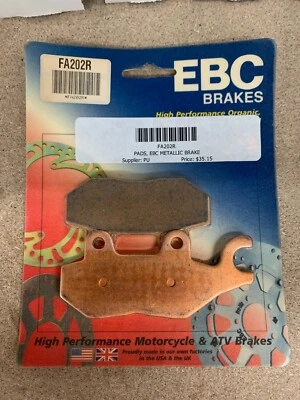 FA202R
EBC
BRAKES
High Performance Organic
FA202R
PADS, EBC METALLIC BRAKE
Supplier: PU Price: $35.15
High Performance Motorcycle & ATV Brakes
Proudly made in our own factories
in the USA & the UK